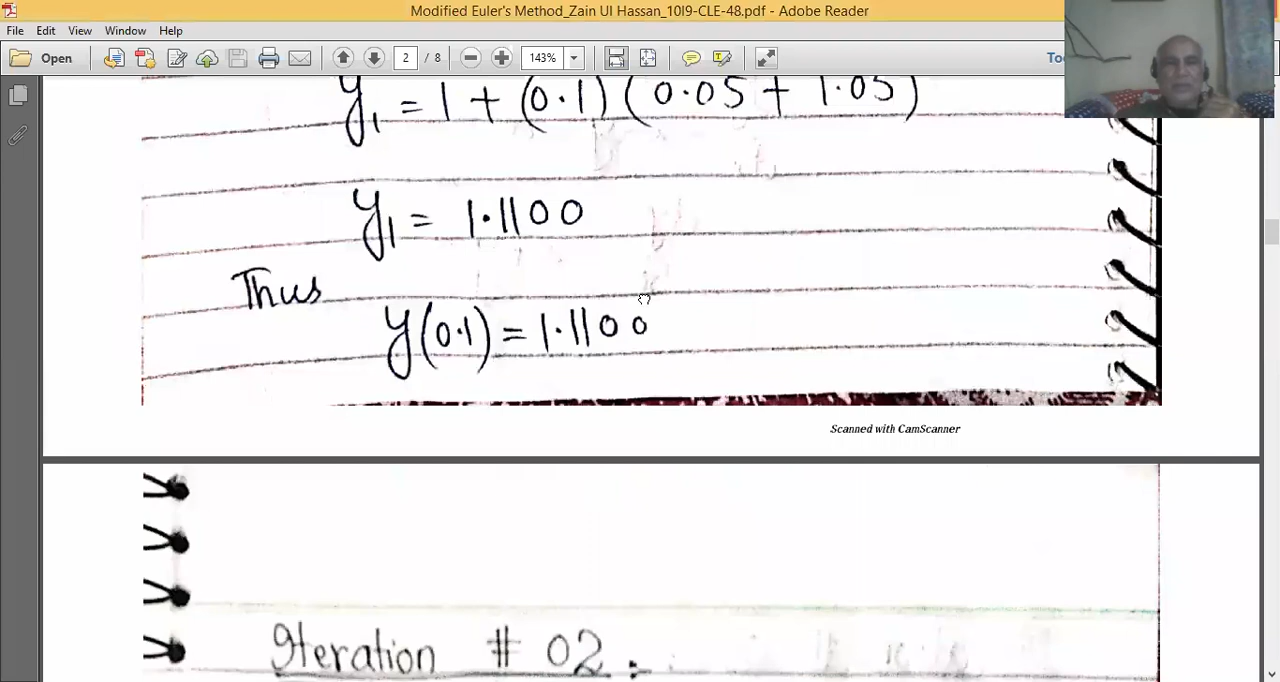 Modified Euler's Method_Zain Ul Hassan_10I9-CLE-48.pdf - Adobe Reader
File Edit View Window Help
Open 2 / 8 143% To
y₁ = 1 + (0.1) (0.05 + 1.05)
y₁ = 1.1100
Thus
y(0.1) = 1.1100
Scanned with CamScanner
Iteration # 02 :